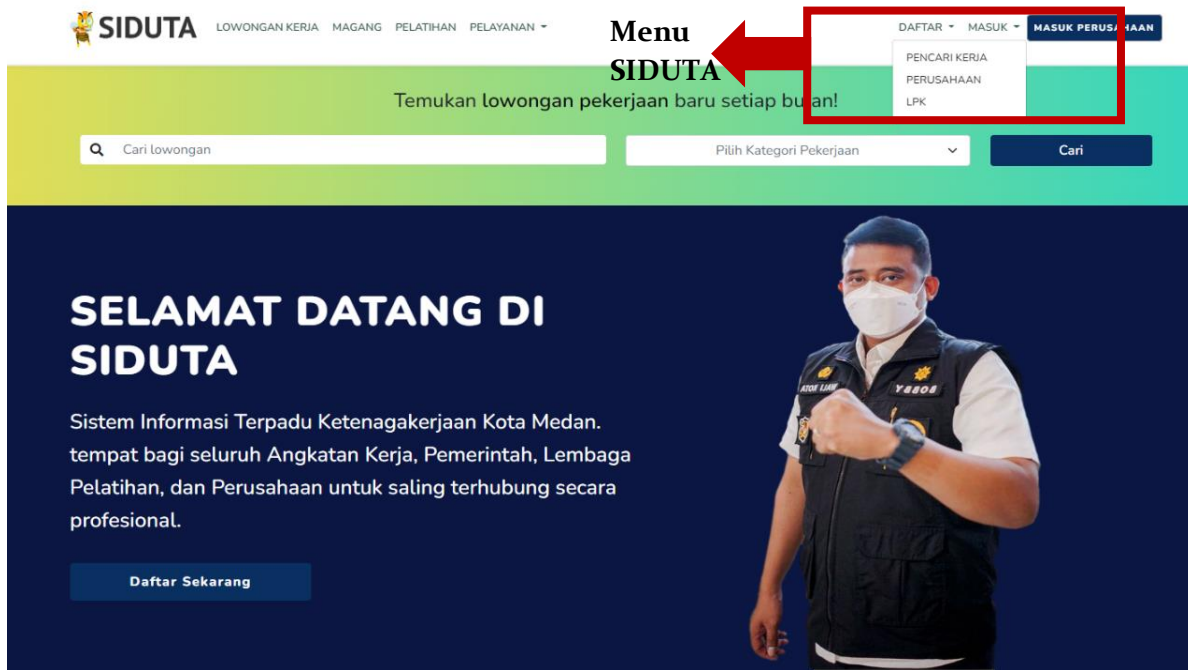 SIDUTA
LOWONGAN KERJA MAGANG PELATIHAN PELAYANAN
Menu
SIDUTA
DAFTAR MASUK MASUK PERUSAHAAN
PENCARI KERJA
PERUSAHAAN
LPK
Temukan lowongan pekerjaan baru setiap bulan!
Cari lowongan
Pilih Kategori Pekerjaan
Cari
SELAMAT DATANG DI
SIDUTA
Sistem Informasi Terpadu Ketenagakerjaan Kota Medan.
tempat bagi seluruh Angkatan Kerja, Pemerintah, Lembaga
Pelatihan, dan Perusahaan untuk saling terhubung secara
profesional.
Daftar Sekarang